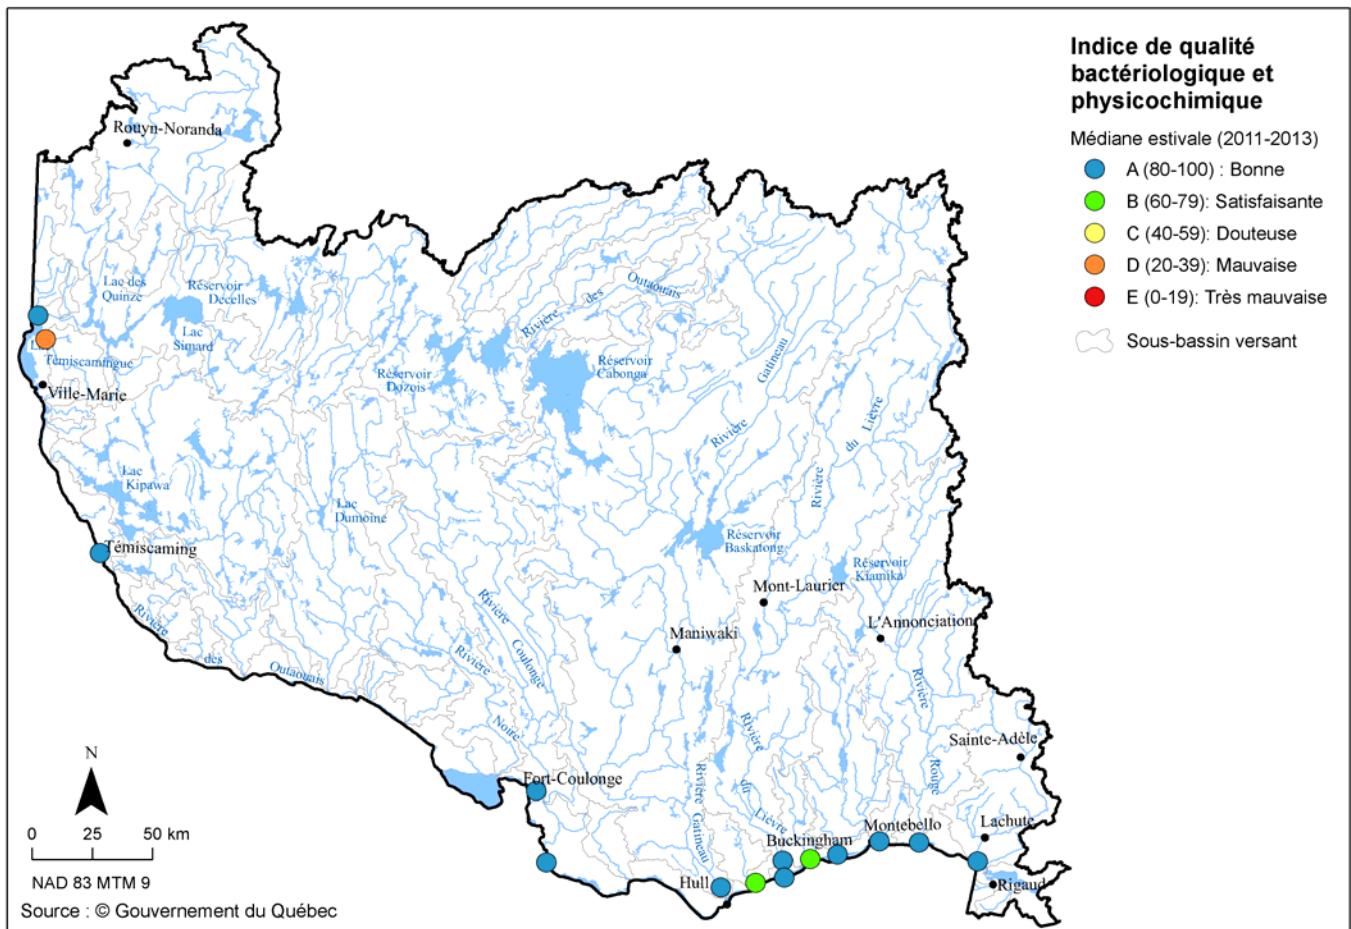 Indice de qualité
bactériologique et
physicochimique
Médiane estivale (2011-2013)
A (80-100) : Bonne
B (60-79): Satisfaisante
C (40-59): Douteuse
D (20-39): Mauvaise
E (0-19): Très mauvaise
Sous-bassin versant
Rouyn-Noranda
Lac des
Quinze
Réservoir
Decelles
Lac
Simard
Témiscamingue
Ville-Marie
Rivière des Outaouais
Réservoir
Dozois
Réservoir
Cabonga
Rivière
Gatineau
Rivière
du Lièvre
Lac
Kipawa
Lac
Dumoine
Témiscaming
Réservoir
Baskatong
Réservoir
Kiamika
Mont-Laurier
L'Annonciation
Maniwaki
Rivière
des
Outaouais
Rivière
Coulonge
Rivière
Noire
Rivière
Rouge
Rivière
du
Lièvre
Rivière Gatineau
Sainte-Adèle
Fort-Coulonge
Lachute
Montebello
Buckingham
Hull
Rigaud
N
0 25 50 km
NAD 83 MTM 9
Source : © Gouvernement du Québec